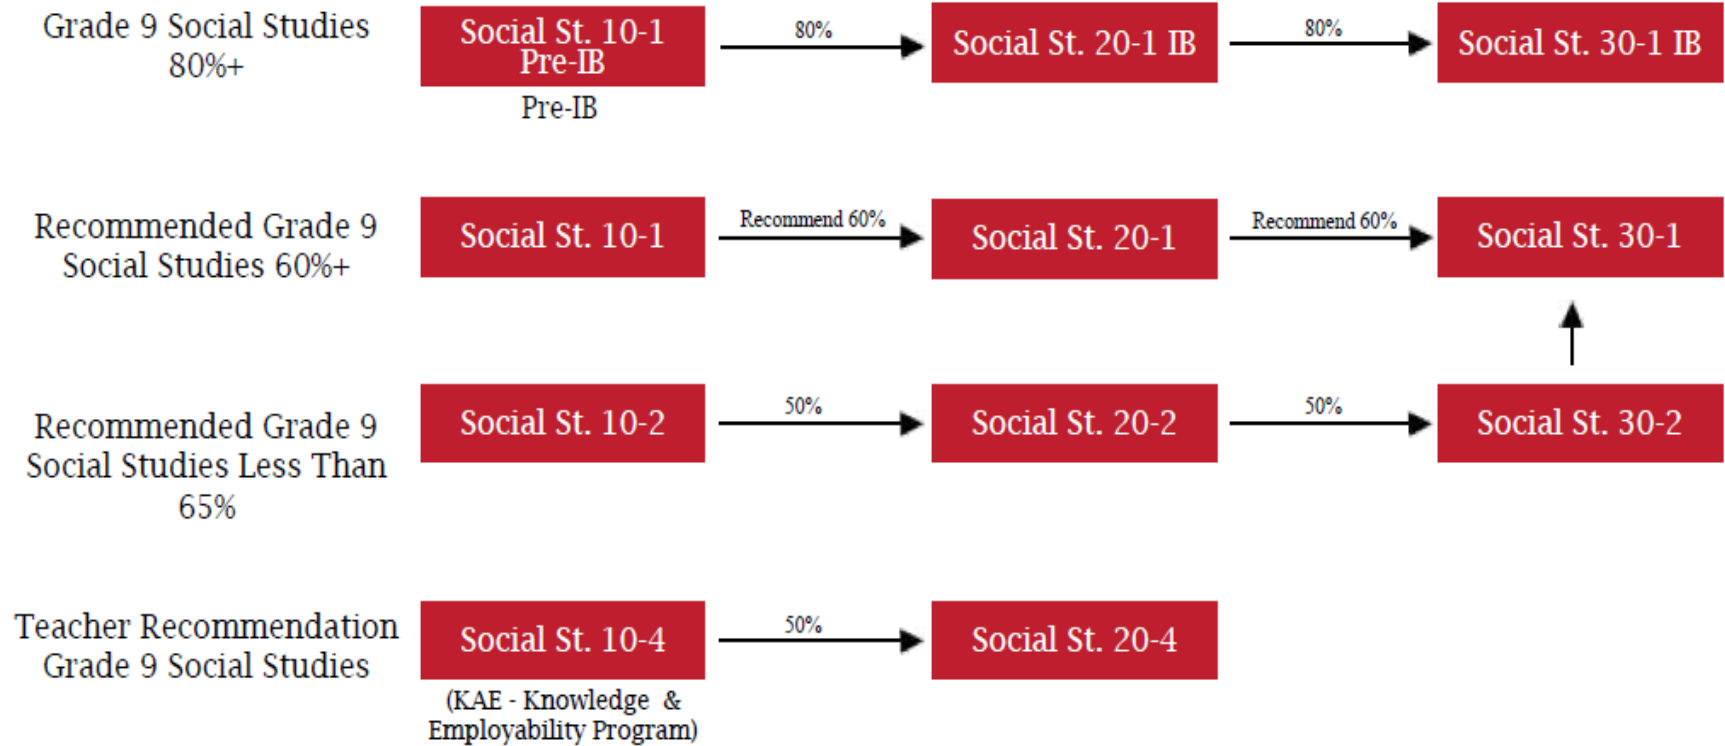 Grade 9 Social Studies
80%+
Social St. 10-1
Pre-IB
Pre-IB
80%
Social St. 20-1 IB
80%
Social St. 30-1 IB
Recommended Grade 9
Social Studies 60%+
Social St. 10-1
Recommend 60%
Social St. 20-1
Recommend 60%
Social St. 30-1
Recommended Grade 9
Social Studies Less Than
65%
Social St. 10-2
50%
Social St. 20-2
50%
Social St. 30-2
Teacher Recommendation
Grade 9 Social Studies
Social St. 10-4
(KAE - Knowledge &
Employability Program)
50%
Social St. 20-4